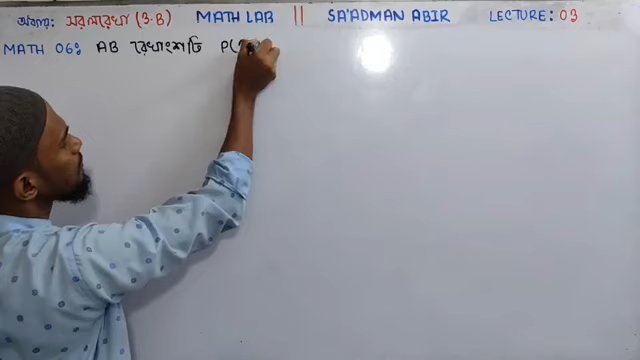 অধ্যায়: সরলরেখা (3.B) MATH LAB || SA'ADMAN ABIR LECTURE: 03
MATH 06: AB রেখাংশটি P(